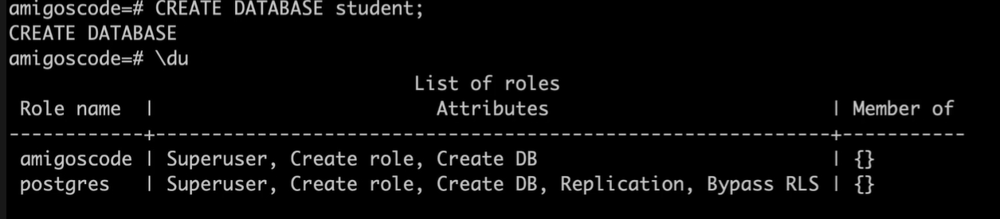 amigoscode=# CREATE DATABASE student;
CREATE DATABASE
amigoscode=# \du
                                   List of roles
 Role name  |                         Attributes                         | Member of
------------+------------------------------------------------------------+-----------
 amigoscode | Superuser, Create role, Create DB                          | {}
 postgres   | Superuser, Create role, Create DB, Replication, Bypass RLS | {}